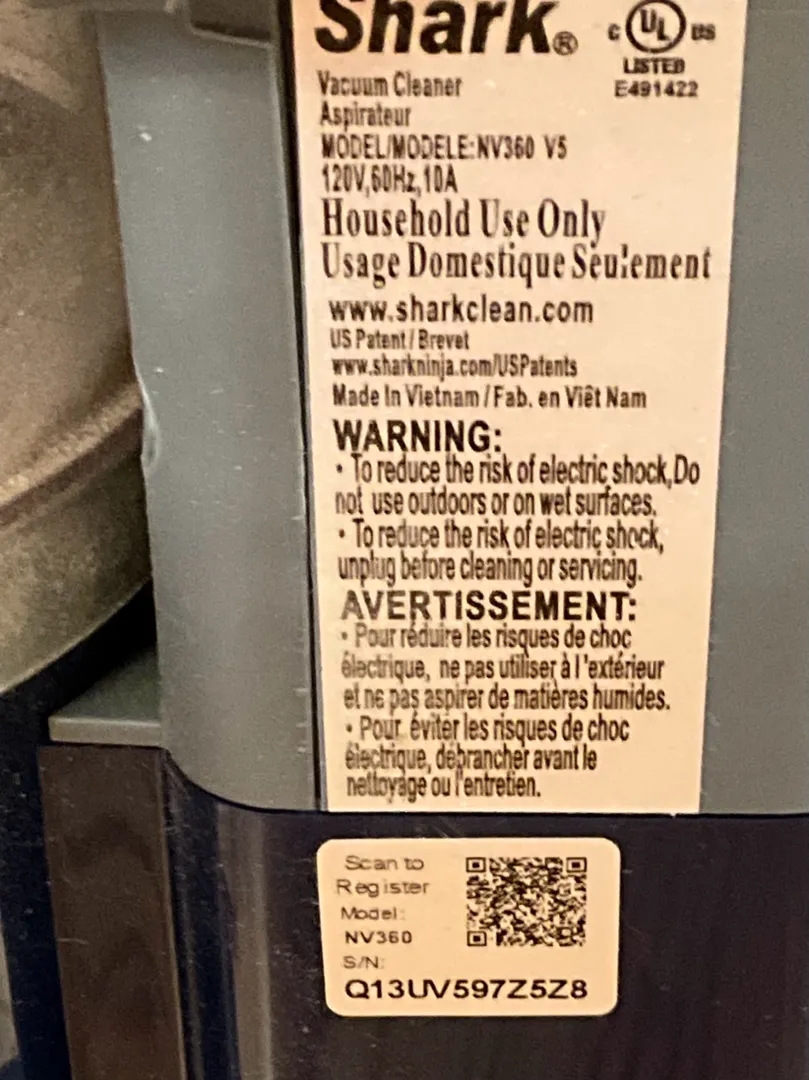 Shark®
C UL US
LISTED
E491422
Vacuum Cleaner
Aspirateur
MODEL/MODELE:NV360 V5
120V,60Hz,10A
Household Use Only
Usage Domestique Seulement
www.sharkclean.com
US Patent / Brevet
www.sharkninja.com/USPatents
Made In Vietnam / Fab. en Viêt Nam
WARNING:
• To reduce the risk of electric shock,Do
not use outdoors or on wet surfaces.
• To reduce the risk of electric shock,
unplug before cleaning or servicing.
AVERTISSEMENT:
• Pour réduire les risques de choc
électrique, ne pas utiliser à l'extérieur
et ne pas aspirer de matières humides.
• Pour éviter les risques de choc
électrique, débrancher avant le
nettoyage ou l'entretien.
Scan to
Register
Model:
NV360
S/N:
Q13UV597Z5Z8